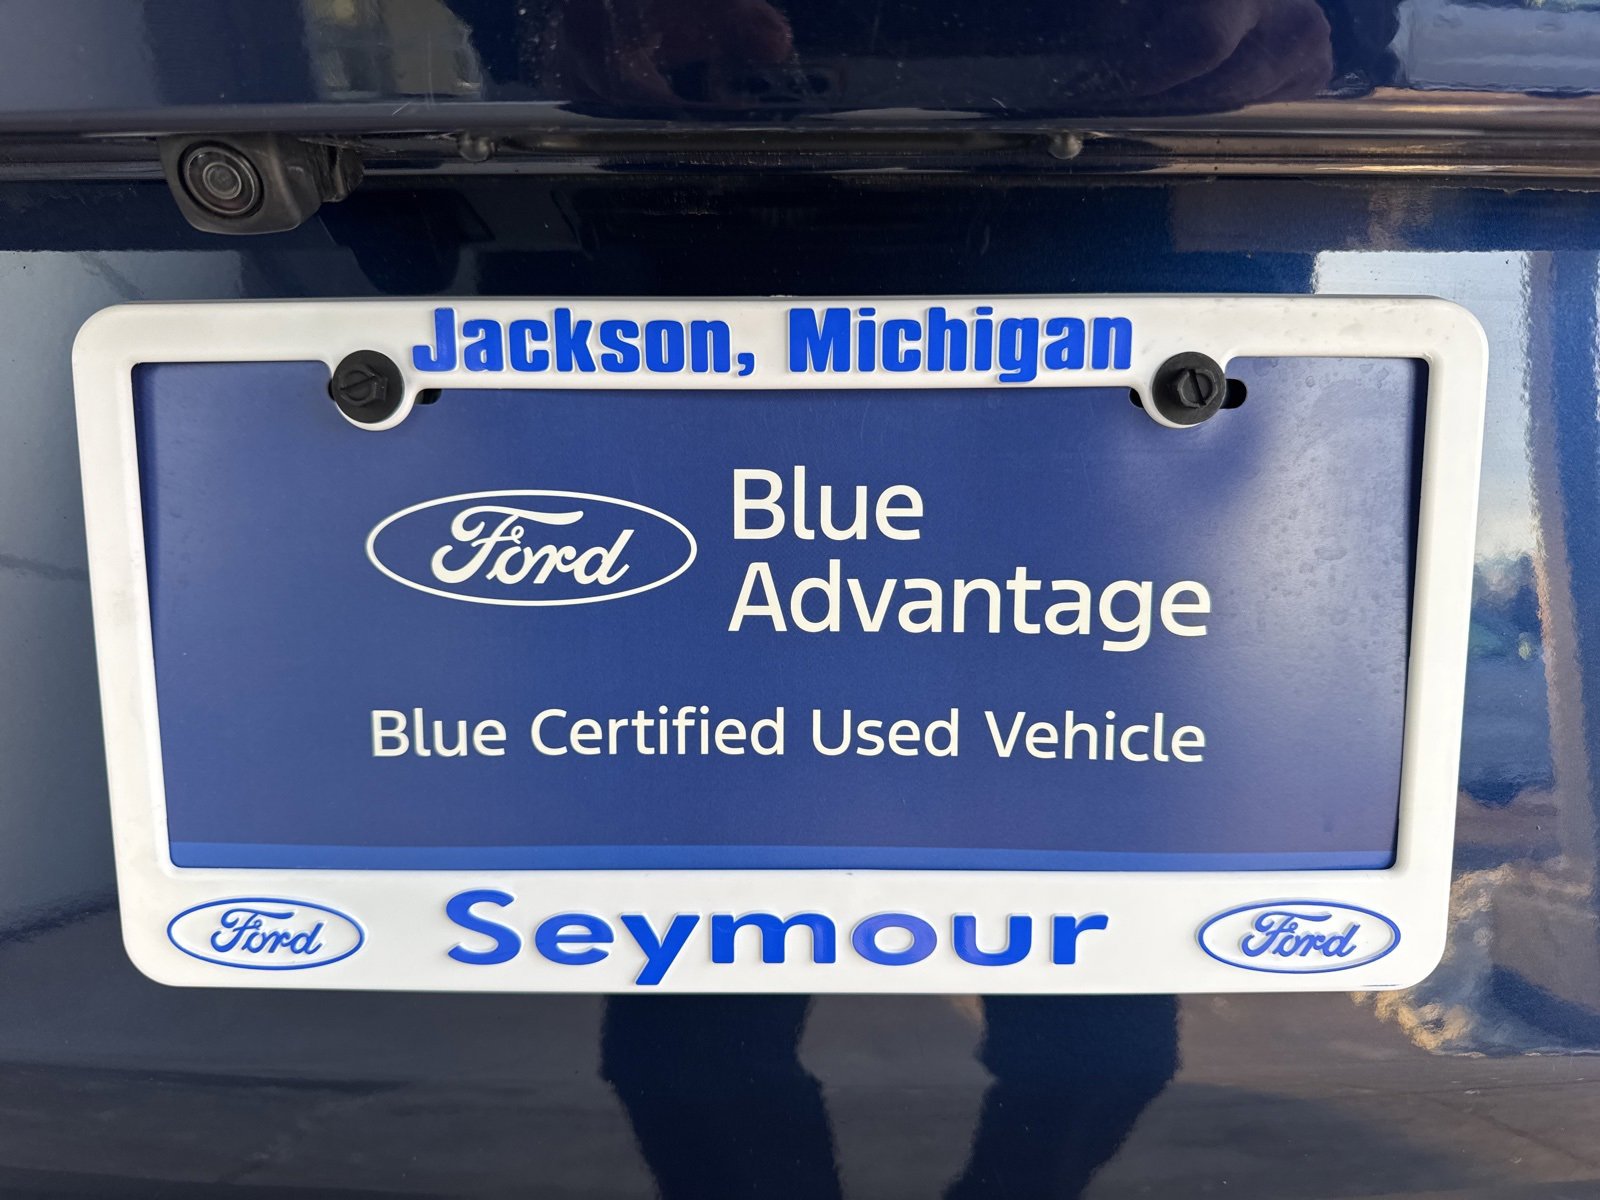 Jackson, Michigan
Ford
Blue
Advantage
Blue Certified Used Vehicle
Ford Seymour Ford